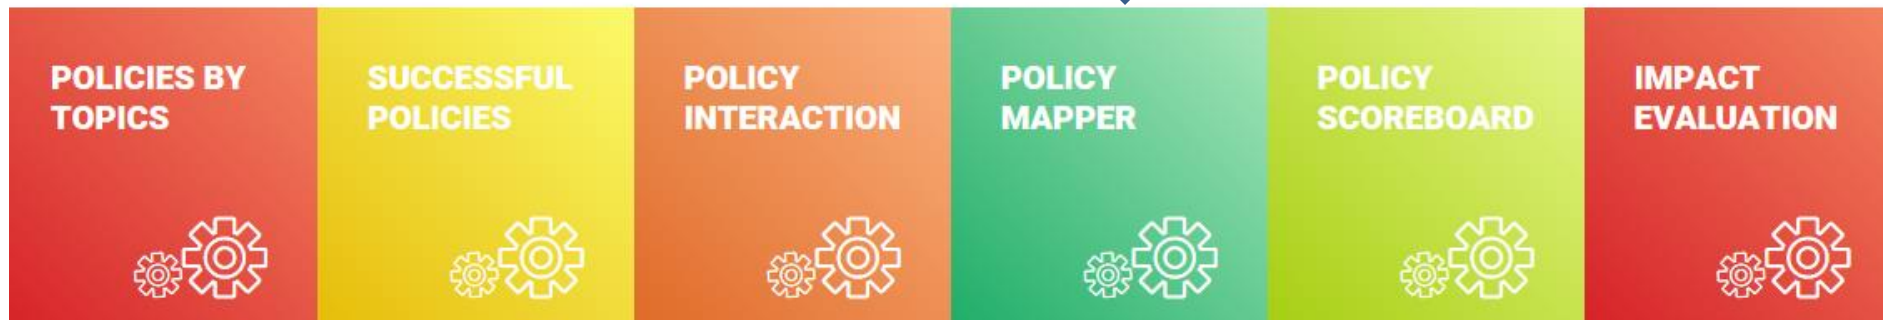 POLICIES BY
TOPICS
SUCCESSFUL
POLICIES
POLICY
INTERACTION
POLICY
MAPPER
POLICY
SCOREBOARD
IMPACT
EVALUATION